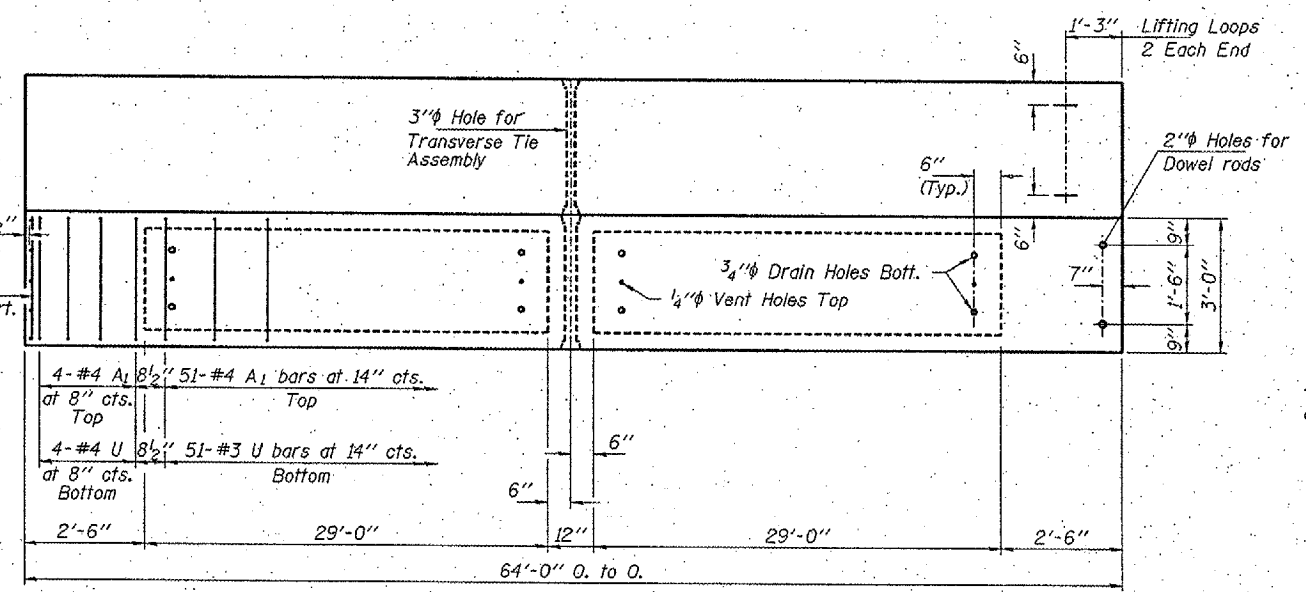 1'-3" Lifting Loops
2 Each End
6"
3"φ Hole for
Transverse Tie
Assembly
2"φ Holes for
Dowel rods
6"
(Typ.)
6"
3/4"φ Drain Holes Bott.
1/4"φ Vent Holes Top
7"
9"
1'-6"
9"
3'-0"
4-#4 A1 8 1/2" 51-#4 A1 bars at 14" cts.
at 8" cts. Top
Top
4-#4 U 8 1/2" 51-#3 U bars at 14" cts.
at 8" cts. Bottom
Bottom
6"
6"
2'-6" 29'-0" 12" 29'-0" 2'-6"
64'-0" O. to O.